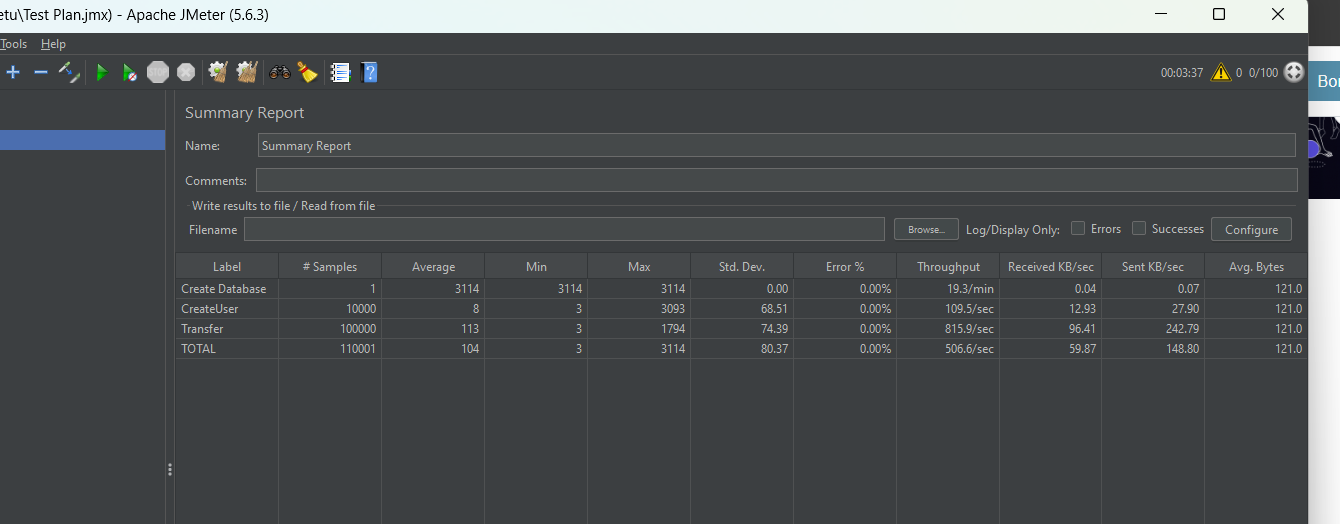 etu\Test Plan.jmx) - Apache JMeter (5.6.3)
Tools Help
STOP
00:03:37 0 0/100
Bo
Summary Report
Name: Summary Report
Comments:
Write results to file / Read from file
Filename Browse... Log/Display Only: Errors Successes Configure
Label # Samples Average Min Max Std. Dev. Error % Throughput Received KB/sec Sent KB/sec Avg. Bytes
Create Database 1 3114 3114 3114 0.00 0.00% 19.3/min 0.04 0.07 121.0
CreateUser 10000 8 3 3093 68.51 0.00% 109.5/sec 12.93 27.90 121.0
Transfer 100000 113 3 1794 74.39 0.00% 815.9/sec 96.41 242.79 121.0
TOTAL 110001 104 3 3114 80.37 0.00% 506.6/sec 59.87 148.80 121.0